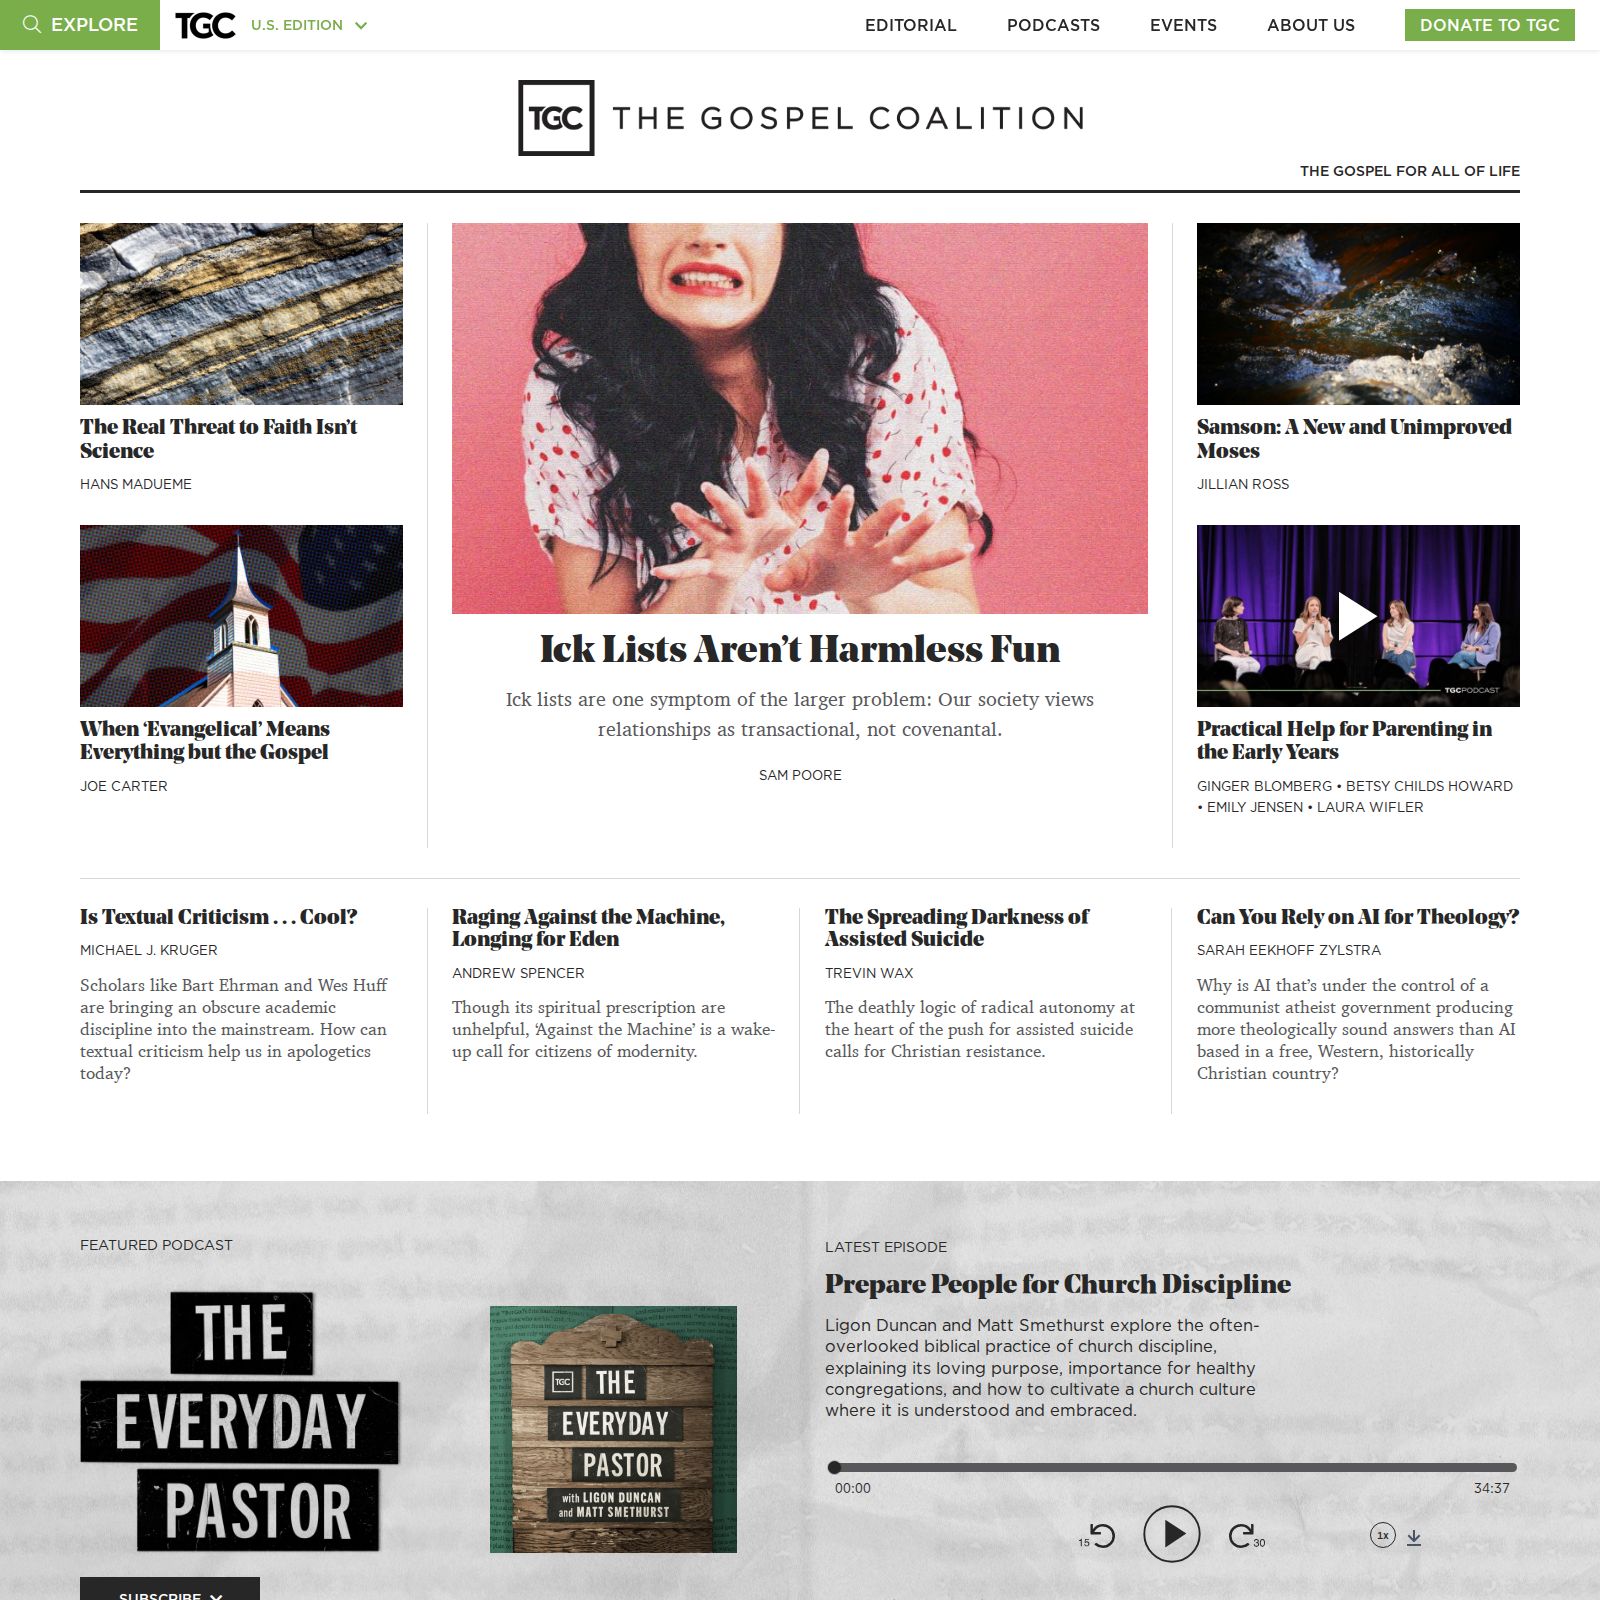 EXPLORE
TGC
U.S. EDITION
EDITORIAL
PODCASTS
EVENTS
ABOUT US
DONATE TO TGC
TGC THE GOSPEL COALITION
THE GOSPEL FOR ALL OF LIFE
The Real Threat to Faith Isn’t
Science
HANS MADUEME
When ‘Evangelical’ Means
Everything but the Gospel
JOE CARTER
Ick Lists Aren’t Harmless Fun
Ick lists are one symptom of the larger problem: Our society views
relationships as transactional, not covenantal.
SAM POORE
Samson: A New and Unimproved
Moses
JILLIAN ROSS
TGCPODCAST
Practical Help for Parenting in
the Early Years
GINGER BLOMBERG • BETSY CHILDS HOWARD
• EMILY JENSEN • LAURA WIFLER
Is Textual Criticism . . . Cool?
MICHAEL J. KRUGER
Scholars like Bart Ehrman and Wes Huff
are bringing an obscure academic
discipline into the mainstream. How can
textual criticism help us in apologetics
today?
Raging Against the Machine,
Longing for Eden
ANDREW SPENCER
Though its spiritual prescription are
unhelpful, ‘Against the Machine’ is a wake-
up call for citizens of modernity.
The Spreading Darkness of
Assisted Suicide
TREVIN WAX
The deathly logic of radical autonomy at
the heart of the push for assisted suicide
calls for Christian resistance.
Can You Rely on AI for Theology?
SARAH EEKHOFF ZYLSTRA
Why is AI that’s under the control of a
communist atheist government producing
more theologically sound answers than AI
based in a free, Western, historically
Christian country?
FEATURED PODCAST
THE
EVERYDAY
PASTOR
TGC THE
EVERYDAY
PASTOR
with LIGON DUNCAN
and MATT SMETHURST
SUBSCRIBE
LATEST EPISODE
Prepare People for Church Discipline
Ligon Duncan and Matt Smethurst explore the often-
overlooked biblical practice of church discipline,
explaining its loving purpose, importance for healthy
congregations, and how to cultivate a church culture
where it is understood and embraced.
00:00
34:37
15
30
1x